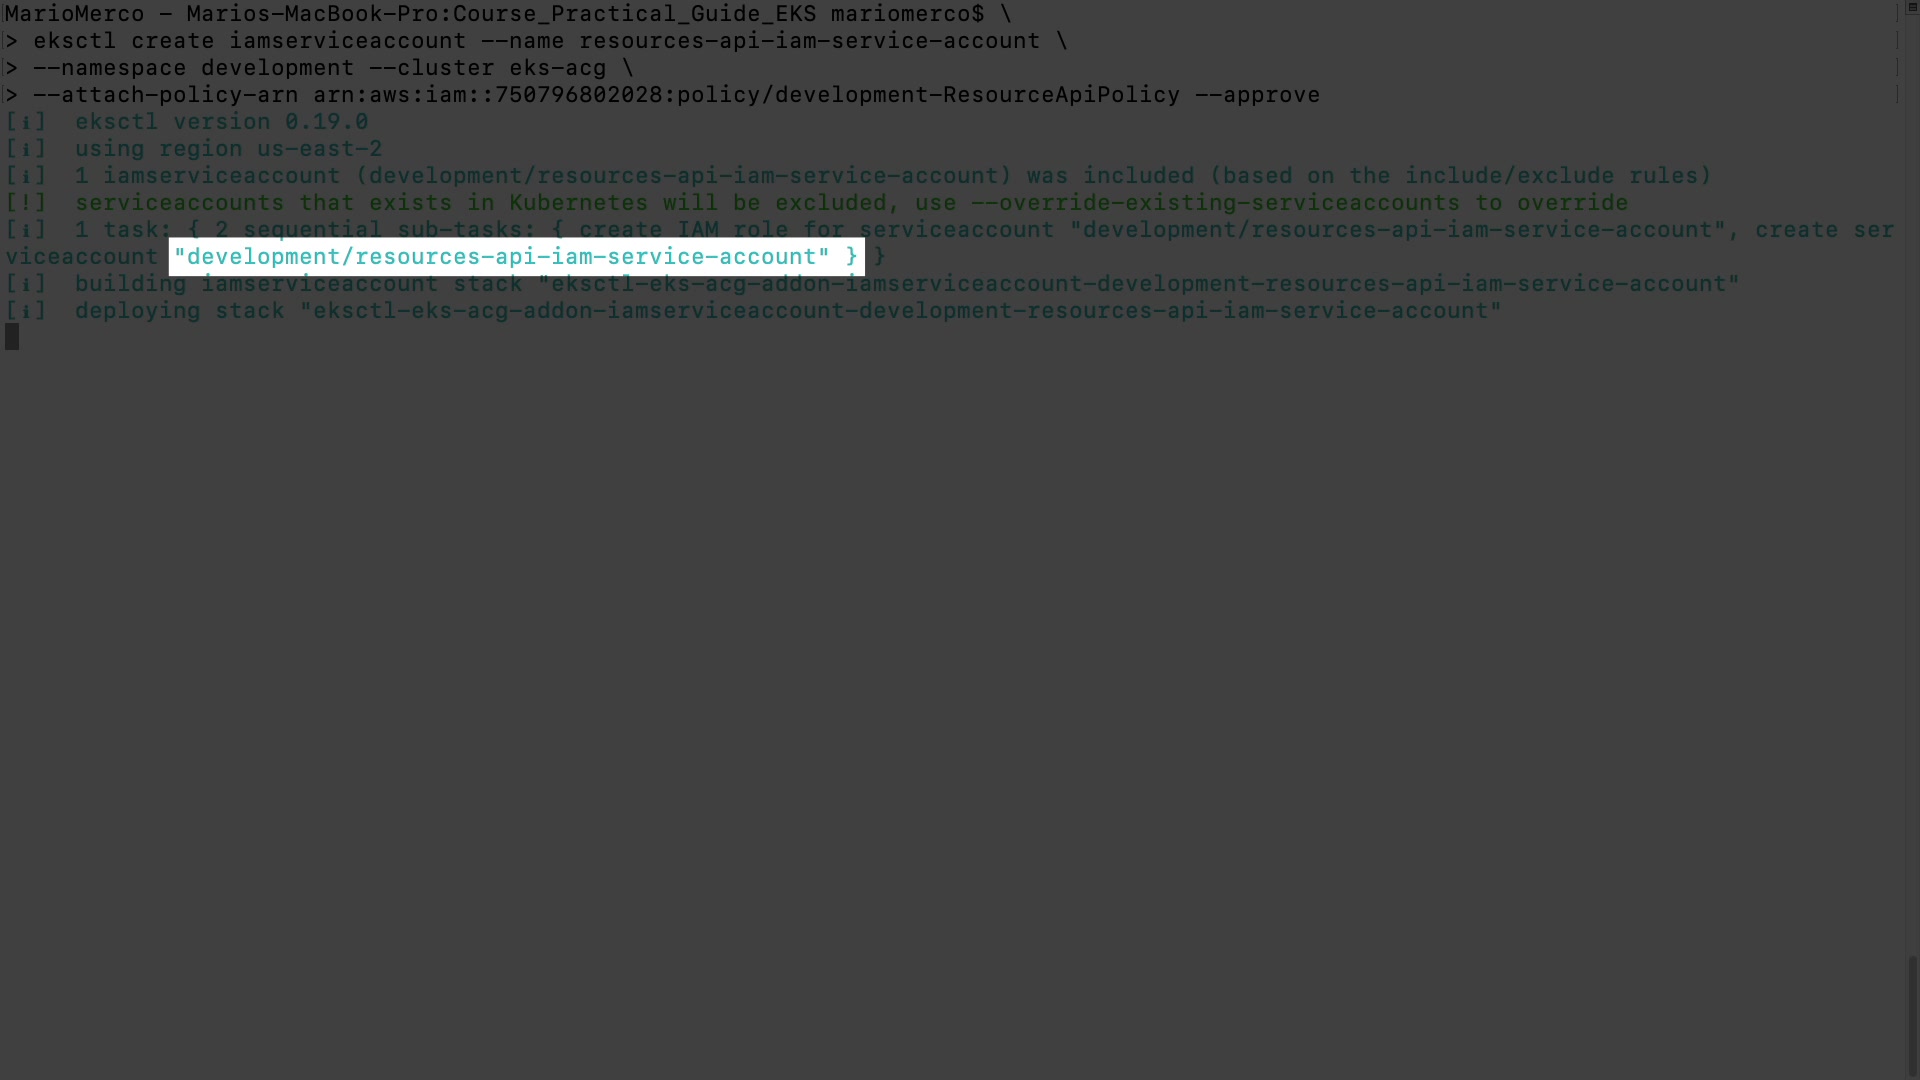 MarioMerco – Marios-MacBook-Pro:Course_Practical_Guide_EKS mariomerco$ \
> eksctl create iamserviceaccount --name resources-api-iam-service-account \
> --namespace development --cluster eks-acg \
> --attach-policy-arn arn:aws:iam::750796802028:policy/development-ResourceApiPolicy --approve
[ℹ]  eksctl version 0.19.0
[ℹ]  using region us-east-2
[ℹ]  1 iamserviceaccount (development/resources-api-iam-service-account) was included (based on the include/exclude rules)
[!]  serviceaccounts that exists in Kubernetes will be excluded, use --override-existing-serviceaccounts to override
[ℹ]  1 task: { 2 sequential sub-tasks: { create IAM role for serviceaccount "development/resources-api-iam-service-account", create ser
viceaccount "development/resources-api-iam-service-account" } }
[ℹ]  building iamserviceaccount stack "eksctl-eks-acg-addon-iamserviceaccount-development-resources-api-iam-service-account"
[ℹ]  deploying stack "eksctl-eks-acg-addon-iamserviceaccount-development-resources-api-iam-service-account"